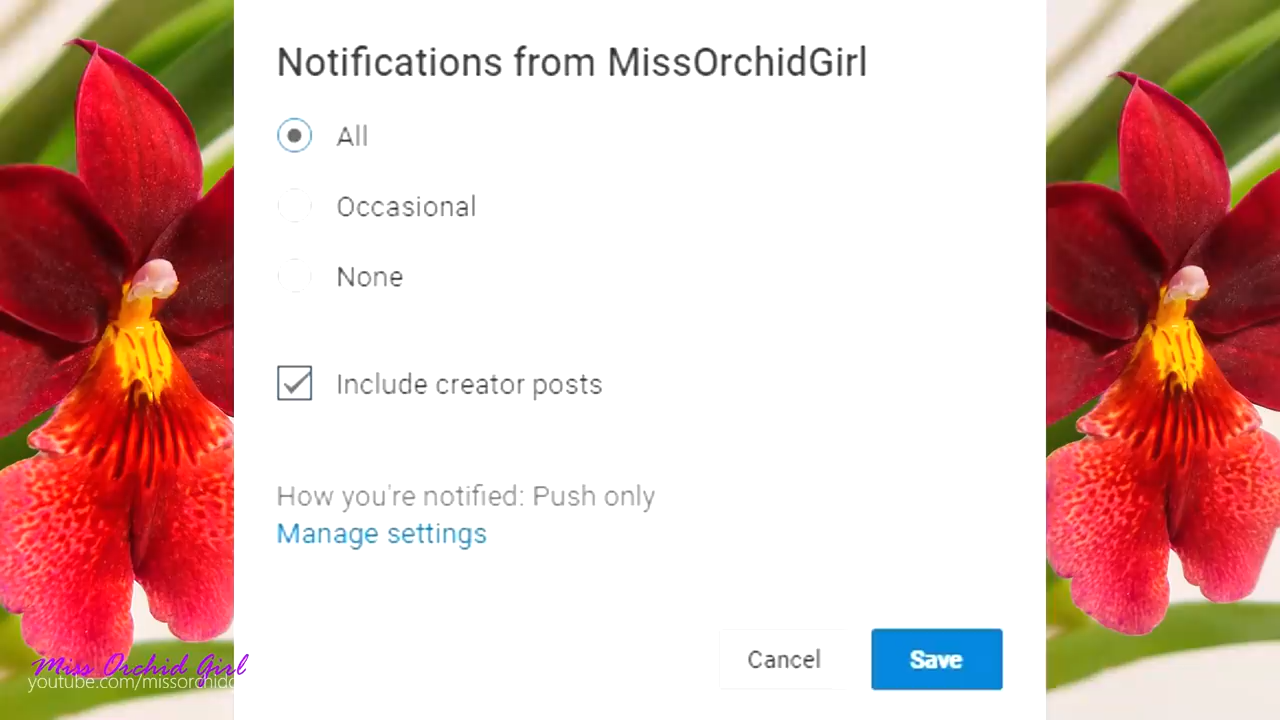 Notifications from MissOrchidGirl
All
Occasional
None
Include creator posts
How you're notified: Push only
Manage settings
Cancel
Save
Miss Orchid Girl